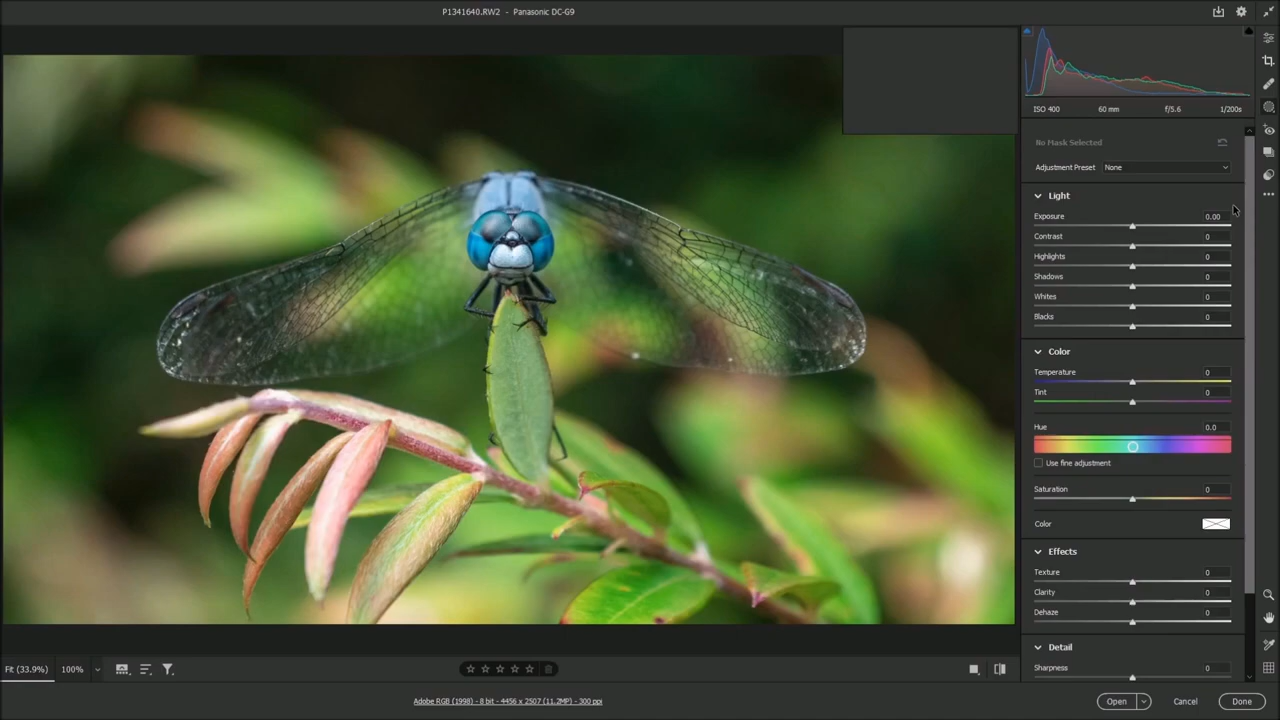 P1341640.RW2 - Panasonic DC-G9
ISO 400 60 mm f/5.6 1/200s
No Mask Selected
Adjustment Preset None
Light
Exposure 0.00
Contrast 0
Highlights 0
Shadows 0
Whites 0
Blacks 0
Color
Temperature 0
Tint 0
Hue 0.0
Use fine adjustment
Saturation 0
Color
Effects
Texture 0
Clarity 0
Dehaze 0
Detail
Sharpness 0
Fit (33.9%) 100%
Adobe RGB (1998) - 8 bit - 4456 x 2507 (11.2MP) - 300 ppi
Open Cancel Done